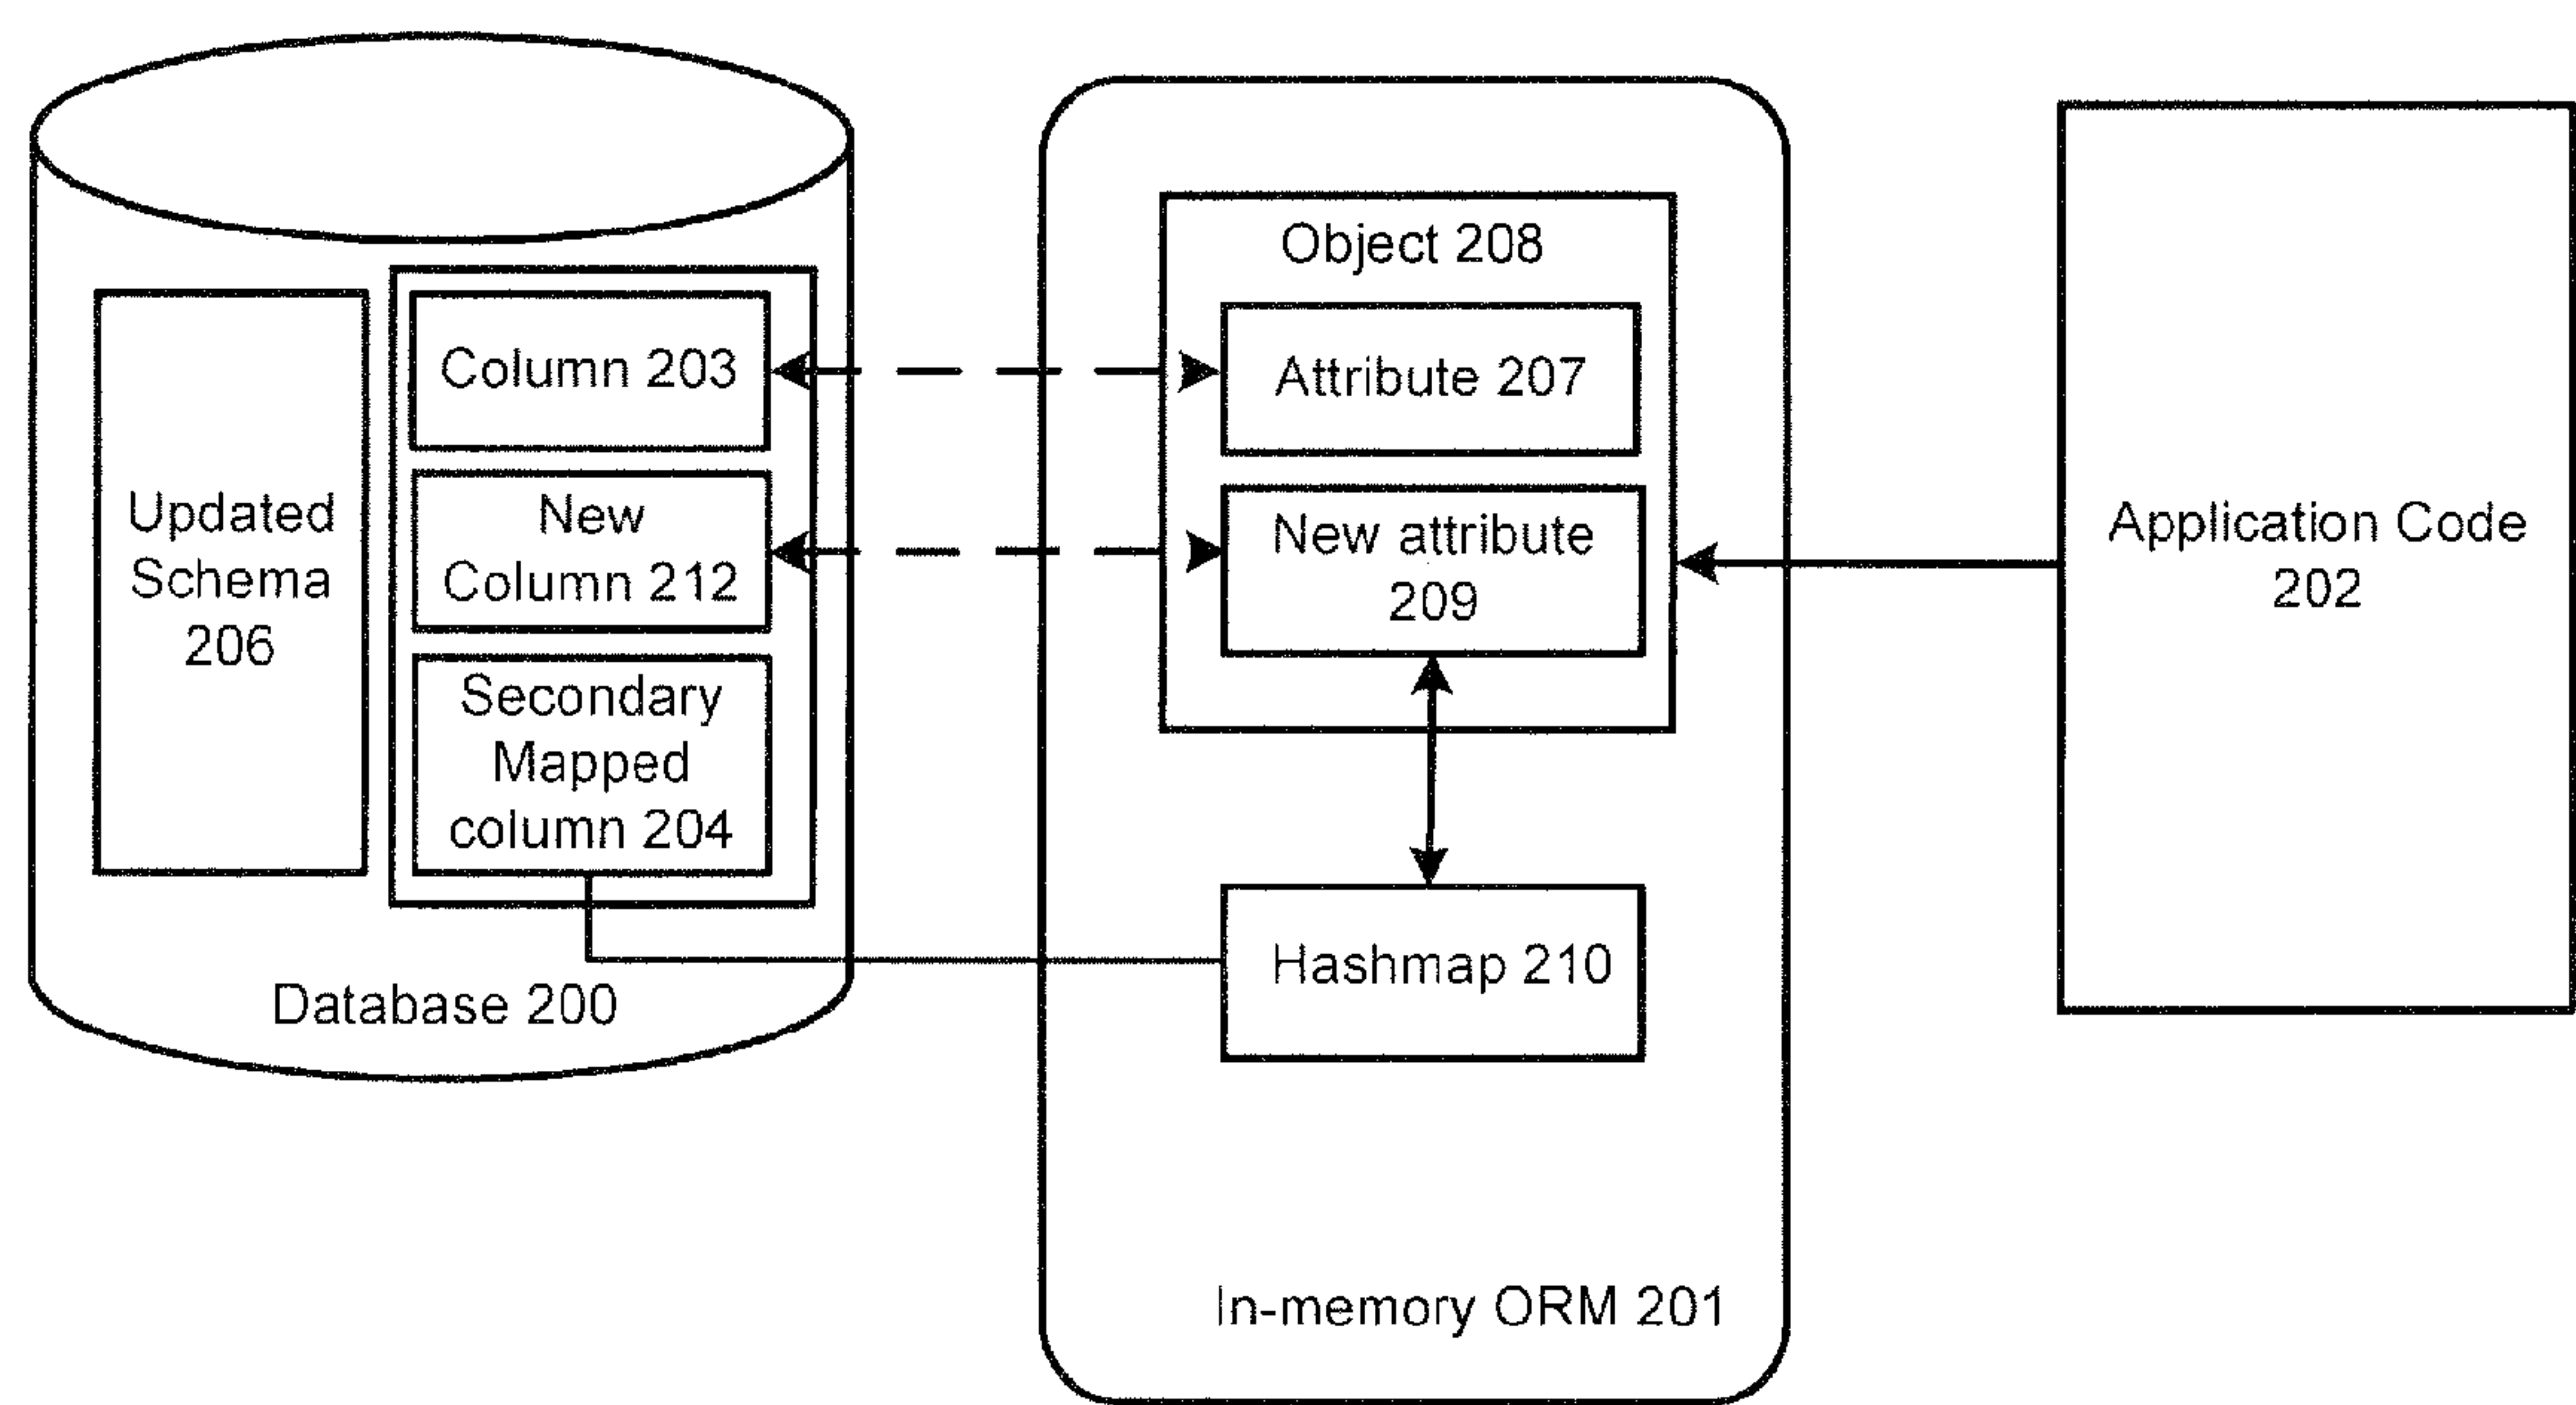 Updated
Schema
206
Column 203
New
Column 212
Secondary
Mapped
column 204
Database 200
Object 208
Attribute 207
New attribute
209
Hashmap 210
In-memory ORM 201
Application Code
202